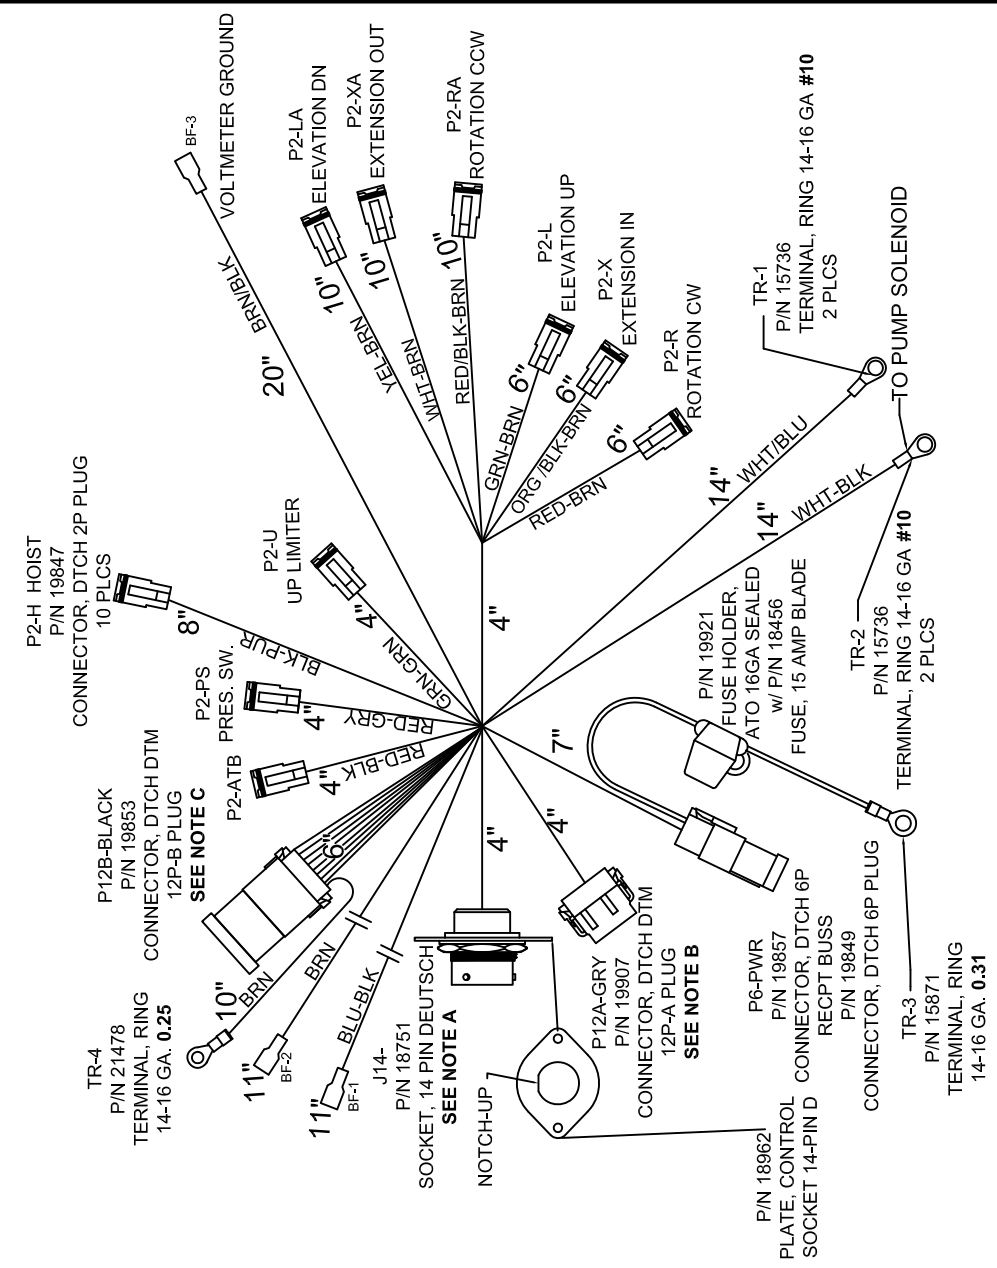 BF-3
VOLTMETER GROUND
BRN/BLK
20"
P2-LA
ELEVATION DN
10"
YEL-BRN
P2-XA
EXTENSION OUT
10"
WHT-BRN
P2-RA
ROTATION CCW
10"
RED/BLK-BRN
P2-L
ELEVATION UP
6"
GRN-BRN
P2-X
EXTENSION IN
6"
ORG /BLK-BRN
P2-R
ROTATION CW
6"
RED-BRN
4"
TR-1
P/N 15736
TERMINAL, RING 14-16 GA #10
2 PLCS
14"
WHT/BLU
TO PUMP SOLENOID
14"
WHT-BLK
TR-2
P/N 15736
TERMINAL, RING 14-16 GA #10
2 PLCS
P2-H HOIST
P/N 19847
CONNECTOR, DTCH 2P PLUG
10 PLCS
8"
BLK-PUR
P2-U
UP LIMITER
4"
GRN-GRN
P2-PS
PRES. SW.
4"
RED-GRY
P2-ATB
4"
RED-BLK
P12B-BLACK
P/N 19853
CONNECTOR, DTCH DTM
12P-B PLUG
SEE NOTE C
6"
TR-4
P/N 21478
TERMINAL, RING
14-16 GA. 0.25
10"
BRN
11"
BF-2
BRN
11"
BF-1
BLU-BLK
J14-
P/N 18751
SOCKET, 14 PIN DEUTSCH
SEE NOTE A
4"
NOTCH-UP
P12A-GRY
P/N 19907
CONNECTOR, DTCH DTM
12P-A PLUG
SEE NOTE B
4"
P/N 18962
PLATE, CONTROL
SOCKET 14-PIN D
P6-PWR
P/N 19857
CONNECTOR, DTCH 6P
RECPT BUSS
P/N 19849
CONNECTOR, DTCH 6P PLUG
7"
P/N 19921
FUSE HOLDER,
ATO 16GA SEALED
w/ P/N 18456
FUSE, 15 AMP BLADE
TR-3
P/N 15871
TERMINAL, RING
14-16 GA. 0.31